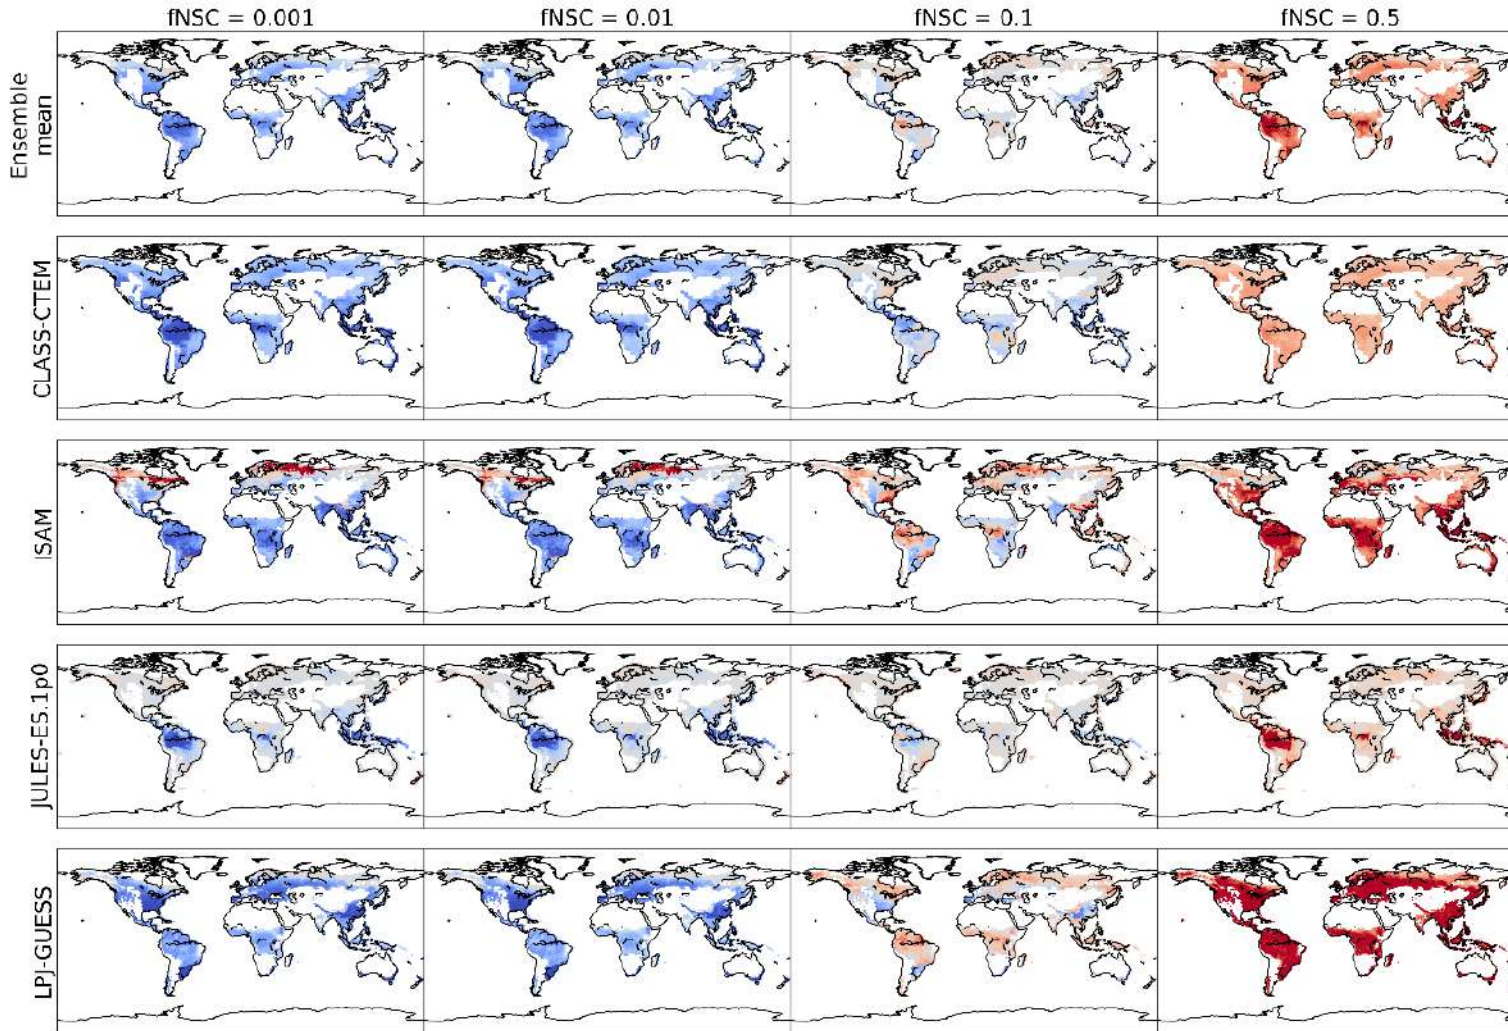 fNSC = 0.001
fNSC = 0.01
fNSC = 0.1
fNSC = 0.5
Ensemble
mean
CLASS-CTEM
ISAM
JULES-ES.1p0
LPJ-GUESS